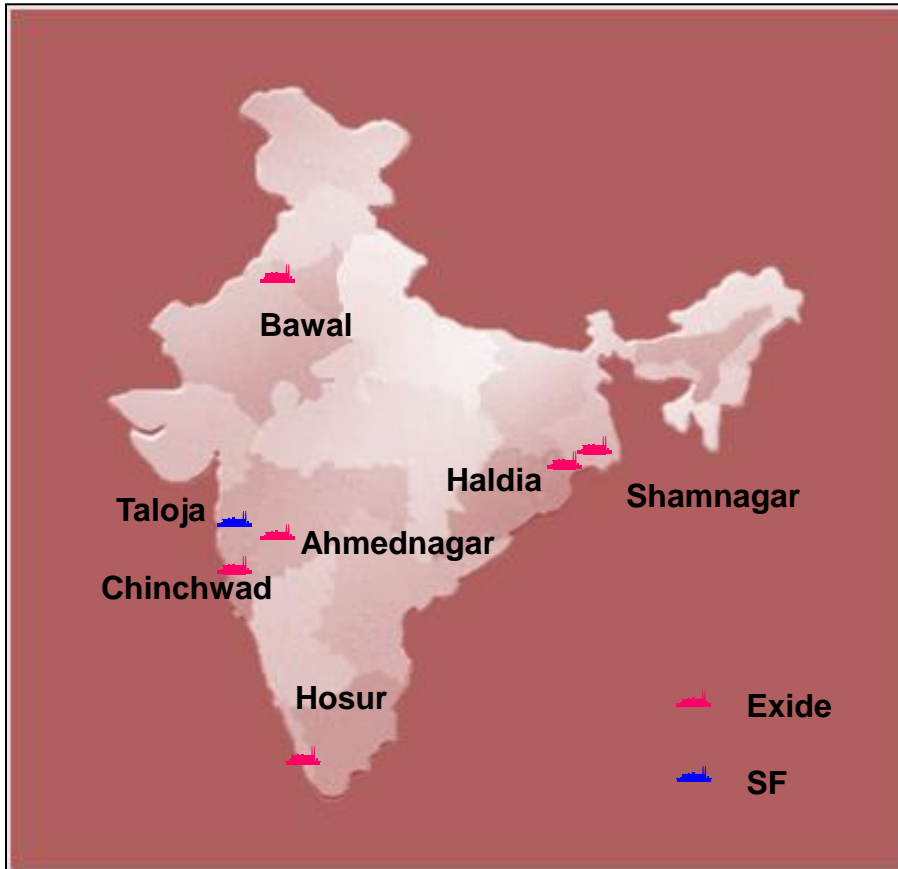 Bawal
Haldia
Shamnagar
Taloja
Ahmednagar
Chinchwad
Hosur
Exide
SF